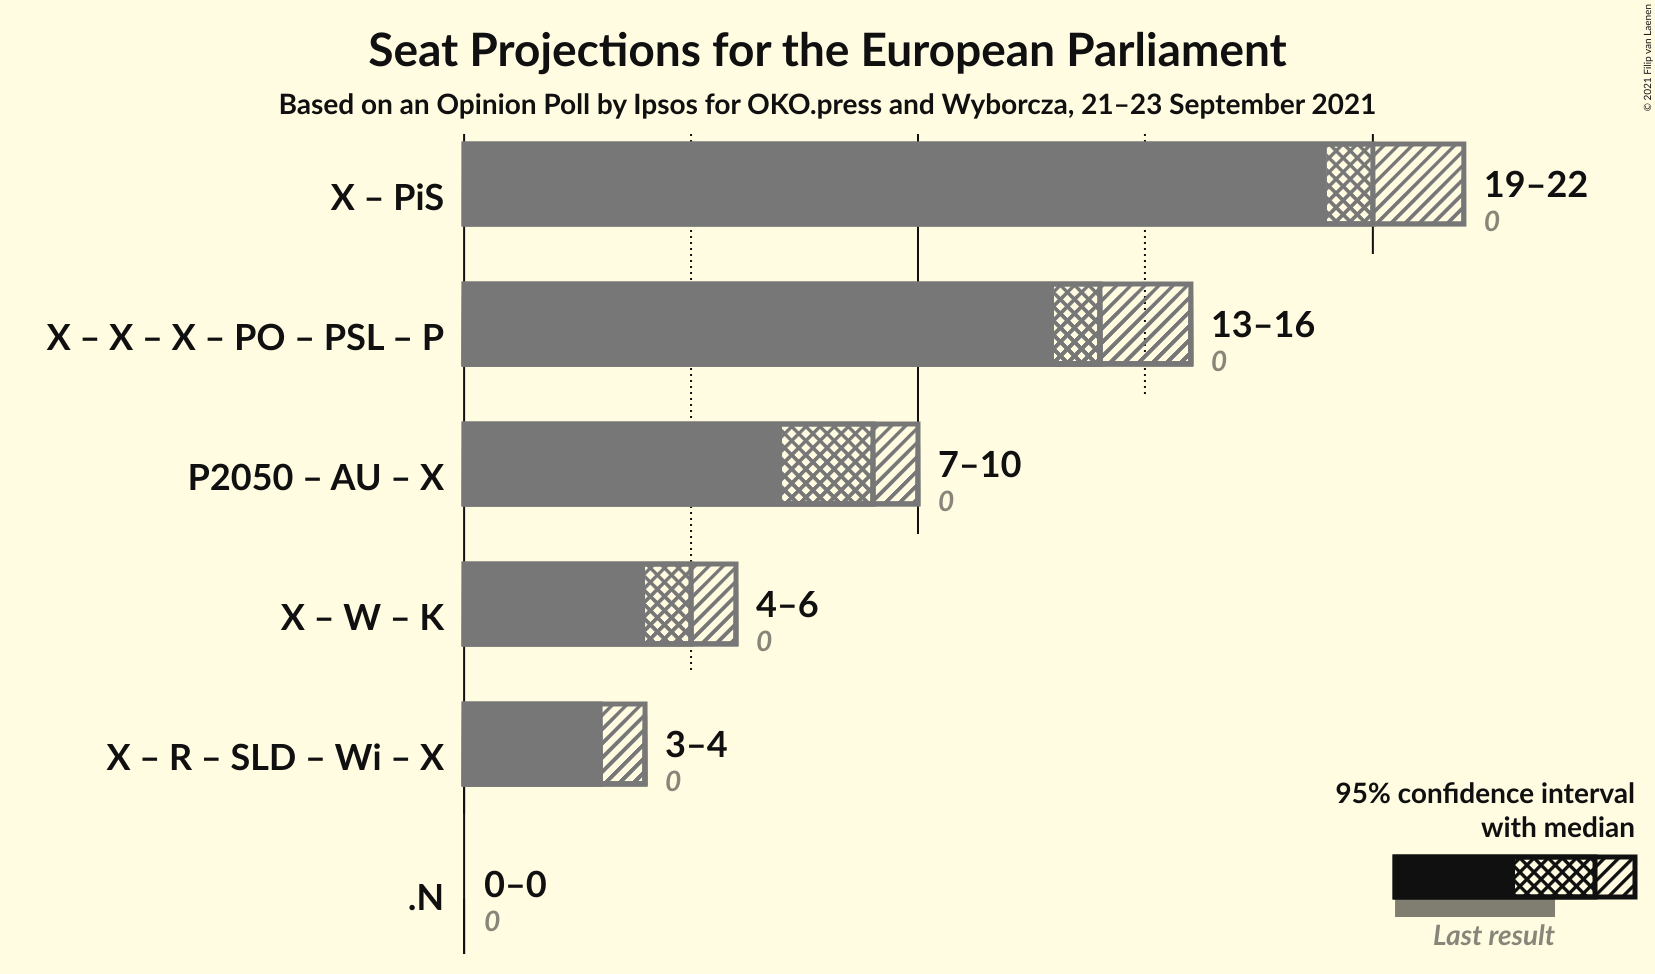 Seat Projections for the European Parliament
Based on an Opinion Poll by Ipsos for OKO.press and Wyborcza, 21–23 September 2021
© 2021 Filip van Laenen
X – PiS
19–22
0
X – X – X – PO – PSL – P
13–16
0
P2050 – AU – X
7–10
0
X – W – K
4–6
0
X – R – SLD – Wi – X
3–4
0
.N
0–0
0
95% confidence interval
with median
Last result